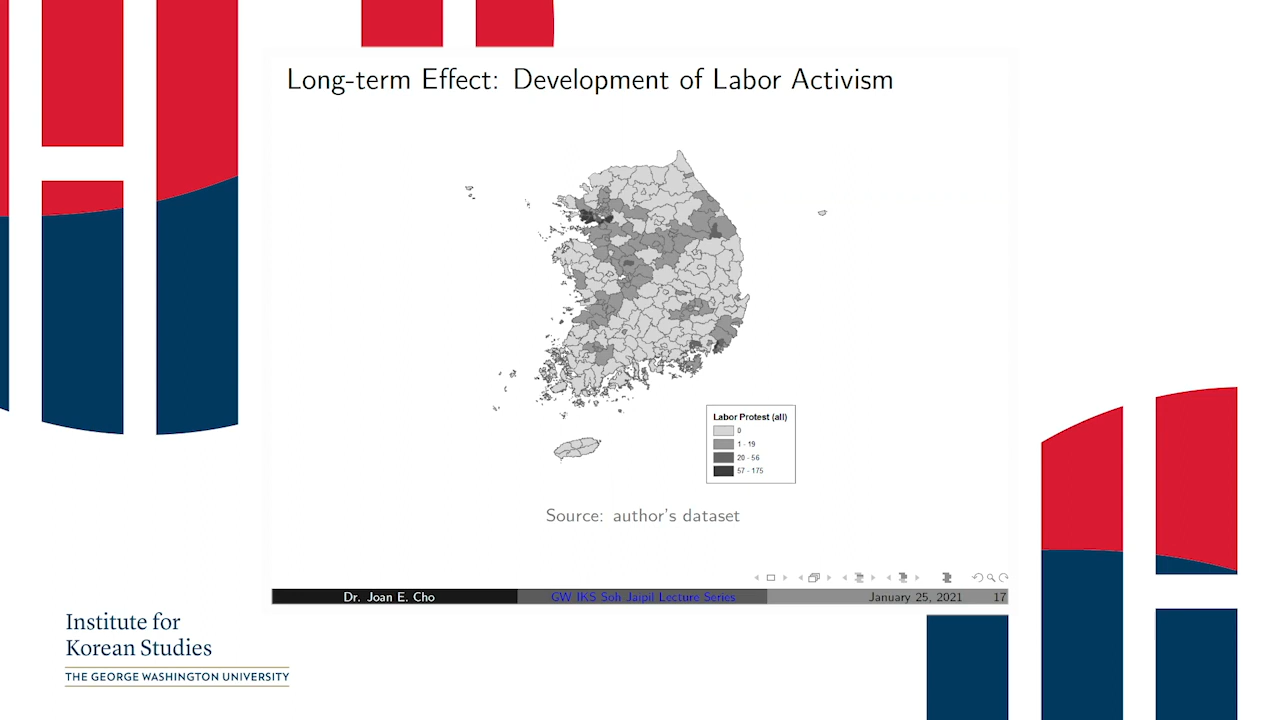 Long-term Effect: Development of Labor Activism
Labor Protest (all)
0
1 - 19
20 - 56
57 - 175
Source: author's dataset
Dr. Joan E. Cho
GW IKS Soh Jaipil Lecture Series
January 25, 2021
17
Institute for
Korean Studies
THE GEORGE WASHINGTON UNIVERSITY